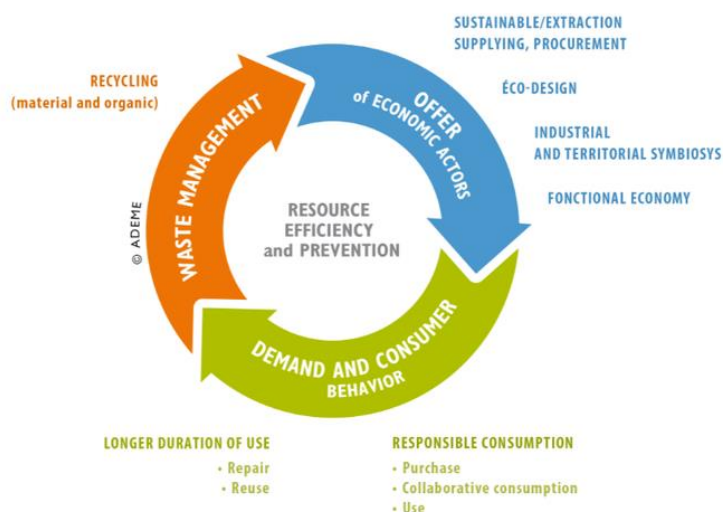 SUSTAINABLE/EXTRACTION
SUPPLYING, PROCUREMENT
ÉCO-DESIGN
INDUSTRIAL
AND TERRITORIAL SYMBIOSYS
FONCTIONAL ECONOMY
OFFER
of ECONOMIC ACTORS
RECYCLING
(material and organic)
WASTE MANAGEMENT
© ADEME
RESOURCE
EFFICIENCY
and PREVENTION
DEMAND AND CONSUMER
BEHAVIOR
LONGER DURATION OF USE
• Repair
• Reuse
RESPONSIBLE CONSUMPTION
• Purchase
• Collaborative consumption
• Use